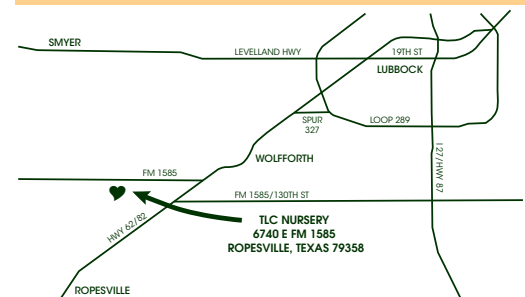 SMYER
LEVELLAND HWY
19TH ST
LUBBOCK
SPUR
327
LOOP 289
WOLFFORTH
I 27/HWY 87
FM 1585
FM 1585/130TH ST
HWY 62/82
TLC NURSERY
6740 E FM 1585
ROPESVILLE, TEXAS 79358
ROPESVILLE